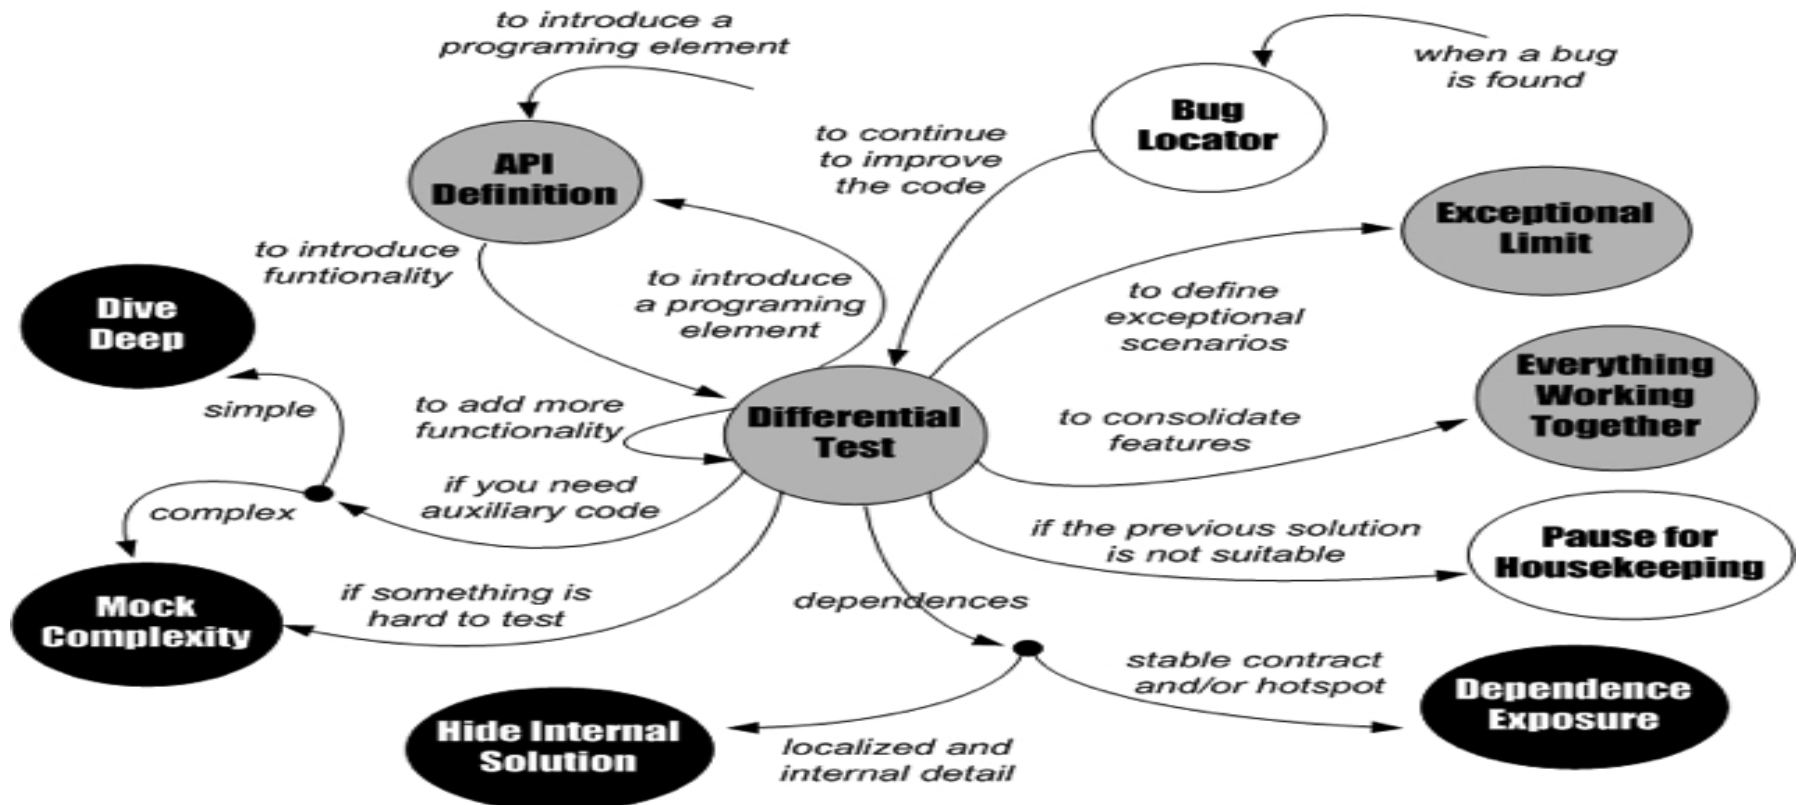 to introduce a
programing element
when a bug
is found
Bug
Locator
to continue
to improve
the code
API
Definition
Exceptional
Limit
to introduce
funtionality
to introduce
a programing
element
to define
exceptional
scenarios
Dive
Deep
simple
Everything
Working
Together
to add more
functionality
Differential
Test
to consolidate
features
if you need
auxiliary code
complex
if the previous solution
is not suitable
Pause for
Housekeeping
Mock
Complexity
if something is
hard to test
dependences
stable contract
and/or hotspot
Dependence
Exposure
Hide Internal
Solution
localized and
internal detail